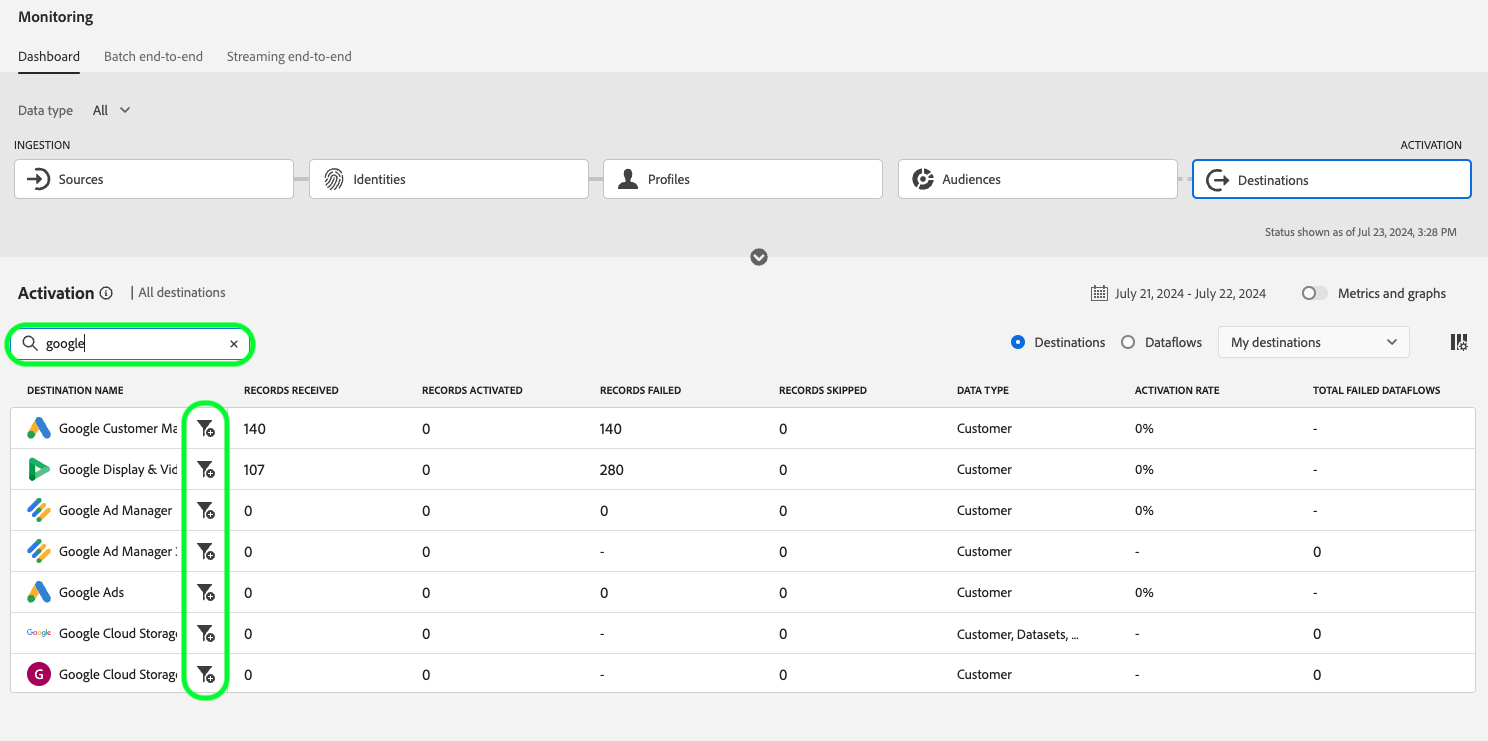 Monitoring
Dashboard Batch end-to-end Streaming end-to-end
Data type All
INGESTION ACTIVATION
Sources Identities Profiles Audiences Destinations
Status shown as of Jul 23, 2024, 3:28 PM
Activation | All destinations July 21, 2024 - July 22, 2024 Metrics and graphs
google Destinations Dataflows My destinations
DESTINATION NAME RECORDS RECEIVED RECORDS ACTIVATED RECORDS FAILED RECORDS SKIPPED DATA TYPE ACTIVATION RATE TOTAL FAILED DATAFLOWS
Google Customer Ma 140 0 140 0 Customer 0% -
Google Display & Vid 107 0 280 0 Customer 0% -
Google Ad Manager 0 0 0 0 Customer 0% -
Google Ad Manager 0 0 - 0 Customer - 0
Google Ads 0 0 0 0 Customer 0% -
Google Google Cloud Storag 0 0 - 0 Customer, Datasets, ... - 0
G Google Cloud Storag 0 0 - 0 Customer - 0